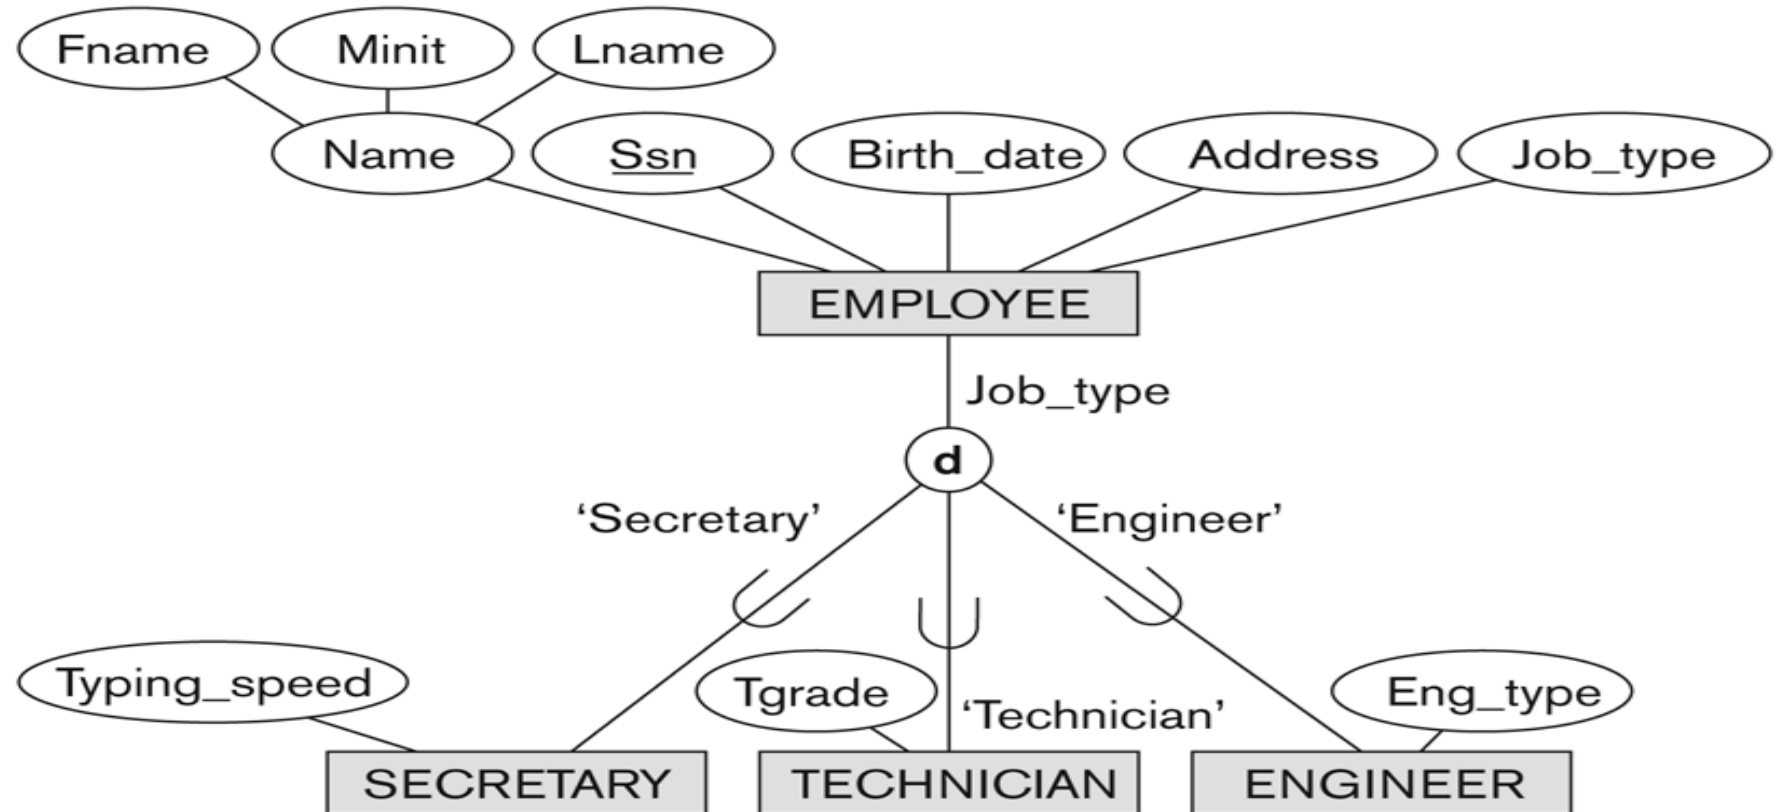 Fname Minit Lname
Name Ssn Birth_date Address Job_type
EMPLOYEE
Job_type
d
‘Secretary’ ‘Engineer’
Typing_speed Tgrade ‘Technician’ Eng_type
SECRETARY TECHNICIAN ENGINEER